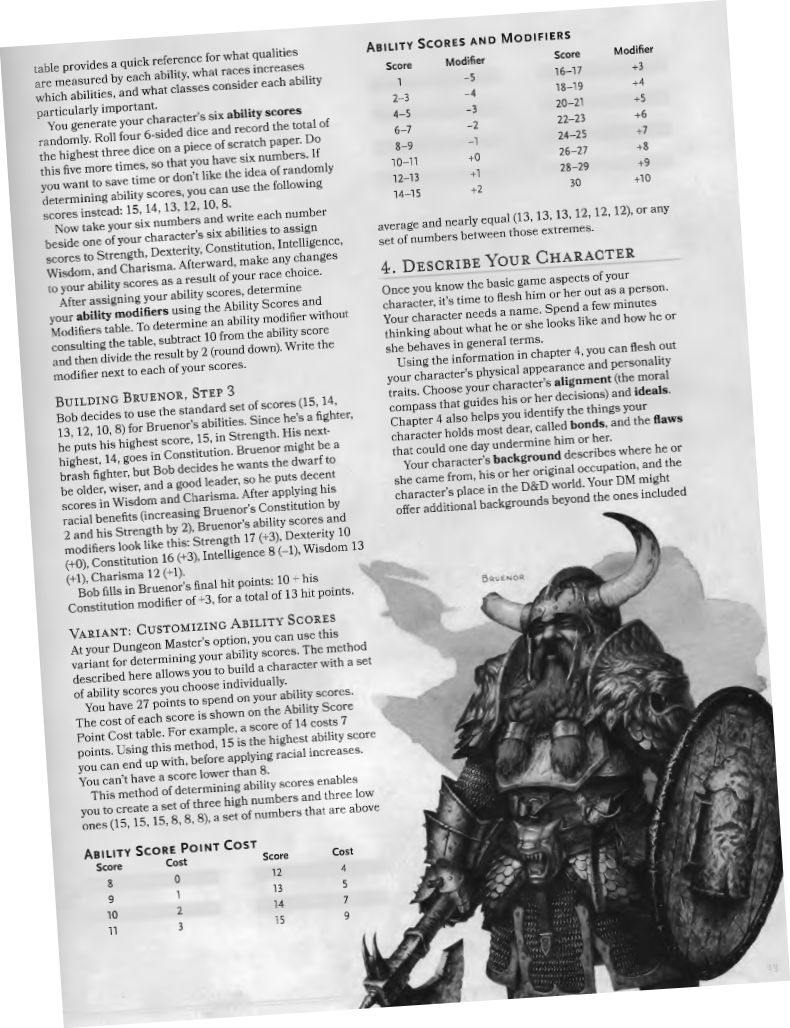 table provides a quick reference for what qualities
are measured by each ability, what races increases
which abilities, and what classes consider each ability
particularly important.
You generate your character's six ability scores
randomly. Roll four 6-sided dice and record the total of
the highest three dice on a piece of scratch paper. Do
this five more times, so that you have six numbers. If
you want to save time or don't like the idea of randomly
determining ability scores, you can use the following
scores instead: 15, 14, 13, 12, 10, 8.
Now take your six numbers and write each number
beside one of your character's six abilities to assign
scores to Strength, Dexterity, Constitution, Intelligence,
Wisdom, and Charisma. Afterward, make any changes
to your ability scores as a result of your race choice.
After assigning your ability scores, determine
your ability modifiers using the Ability Scores and
Modifiers table. To determine an ability modifier without
consulting the table, subtract 10 from the ability score
and then divide the result by 2 (round down). Write the
modifier next to each of your scores.
BUILDING BRUENOR, STEP 3
Bob decides to use the standard set of scores (15, 14,
13, 12, 10, 8) for Bruenor's abilities. Since he's a fighter,
he puts his highest score, 15, in Strength. His next-
highest, 14, goes in Constitution. Bruenor might be a
brash fighter, but Bob decides he wants the dwarf to
be older, wiser, and a good leader, so he puts decent
scores in Wisdom and Charisma. After applying his
racial benefits (increasing Bruenor's Constitution by
2 and his Strength by 2), Bruenor's ability scores and
modifiers look like this: Strength 17 (+3), Dexterity 10
(+0), Constitution 16 (+3), Intelligence 8 (−1), Wisdom 13
(+1), Charisma 12 (+1).
Bob fills in Bruenor's final hit points: 10 + his
Constitution modifier of +3, for a total of 13 hit points.
VARIANT: CUSTOMIZING ABILITY SCORES
At your Dungeon Master's option, you can use this
variant for determining your ability scores. The method
described here allows you to build a character with a set
of ability scores you choose individually.
You have 27 points to spend on your ability scores.
The cost of each score is shown on the Ability Score
Point Cost table. For example, a score of 14 costs 7
points. Using this method, 15 is the highest ability score
you can end up with, before applying racial increases.
You can't have a score lower than 8.
This method of determining ability scores enables
you to create a set of three high numbers and three low
ones (15, 15, 15, 8, 8, 8), a set of numbers that are above
ABILITY SCORE POINT COST
Score Cost Score Cost
8 0 12 4
9 1 13 5
10 2 14 7
11 3 15 9
ABILITY SCORES AND MODIFIERS
Score Modifier Score Modifier
1 −5 16–17 +3
2–3 −4 18–19 +4
4–5 −3 20–21 +5
6–7 −2 22–23 +6
8–9 −1 24–25 +7
10–11 +0 26–27 +8
12–13 +1 28–29 +9
14–15 +2 30 +10
average and nearly equal (13, 13, 13, 12, 12, 12), or any
set of numbers between those extremes.
4. DESCRIBE YOUR CHARACTER
Once you know the basic game aspects of your
character, it's time to flesh him or her out as a person.
Your character needs a name. Spend a few minutes
thinking about what he or she looks like and how he or
she behaves in general terms.
Using the information in chapter 4, you can flesh out
your character's physical appearance and personality
traits. Choose your character's alignment (the moral
compass that guides his or her decisions) and ideals.
Chapter 4 also helps you identify the things your
character holds most dear, called bonds, and the flaws
that could one day undermine him or her.
Your character's background describes where he or
she came from, his or her original occupation, and the
character's place in the D&D world. Your DM might
offer additional backgrounds beyond the ones included
BRUENOR